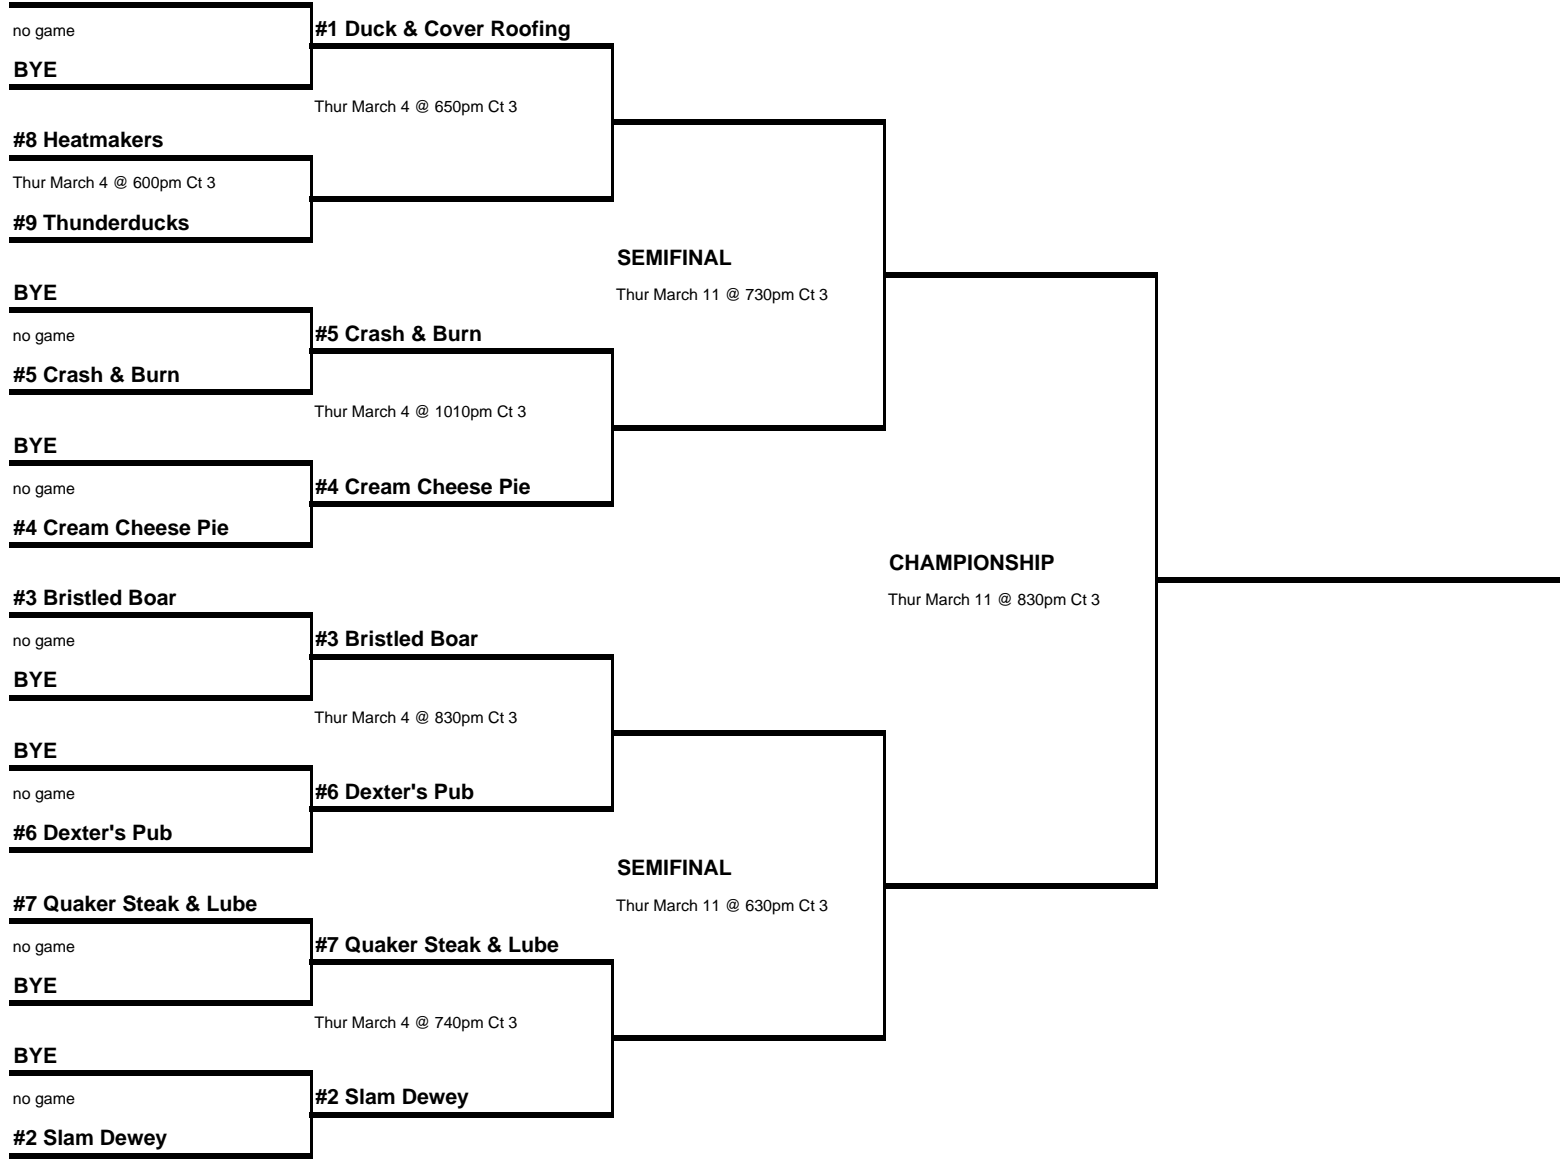 no game
#1 Duck & Cover Roofing
BYE
Thur March 4 @ 650pm Ct 3
#8 Heatmakers
Thur March 4 @ 600pm Ct 3
#9 Thunderducks
SEMIFINAL
BYE
Thur March 11 @ 730pm Ct 3
no game
#5 Crash & Burn
#5 Crash & Burn
Thur March 4 @ 1010pm Ct 3
BYE
no game
#4 Cream Cheese Pie
#4 Cream Cheese Pie
CHAMPIONSHIP
#3 Bristled Boar
Thur March 11 @ 830pm Ct 3
no game
#3 Bristled Boar
BYE
Thur March 4 @ 830pm Ct 3
BYE
no game
#6 Dexter's Pub
#6 Dexter's Pub
SEMIFINAL
#7 Quaker Steak & Lube
Thur March 11 @ 630pm Ct 3
no game
#7 Quaker Steak & Lube
BYE
Thur March 4 @ 740pm Ct 3
BYE
no game
#2 Slam Dewey
#2 Slam Dewey